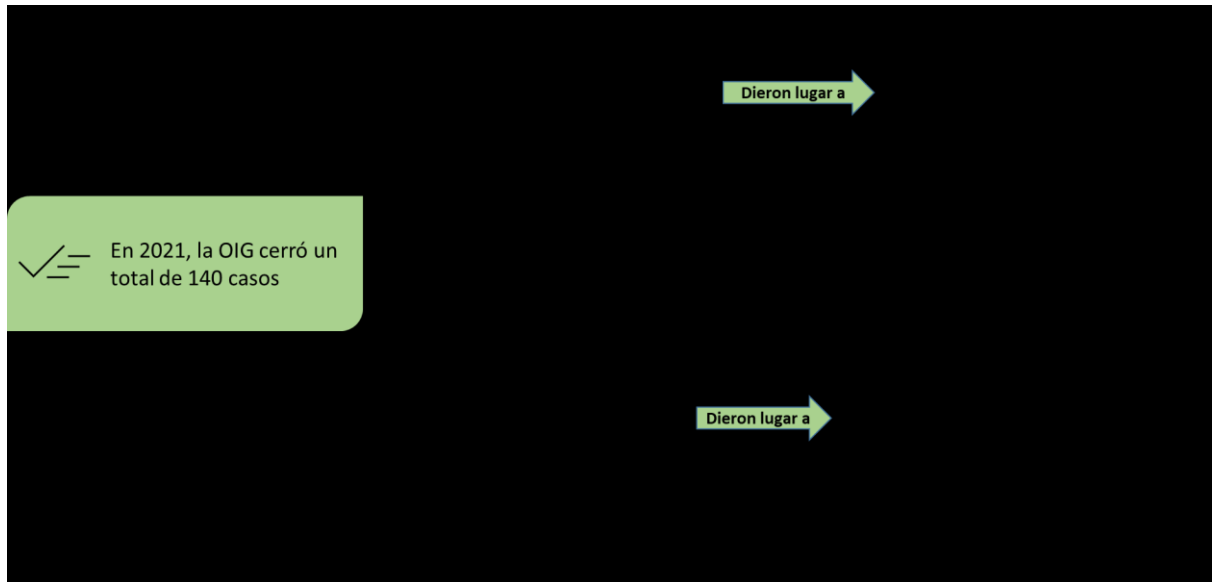 Dieron lugar a
En 2021, la OIG cerró un
total de 140 casos
Dieron lugar a